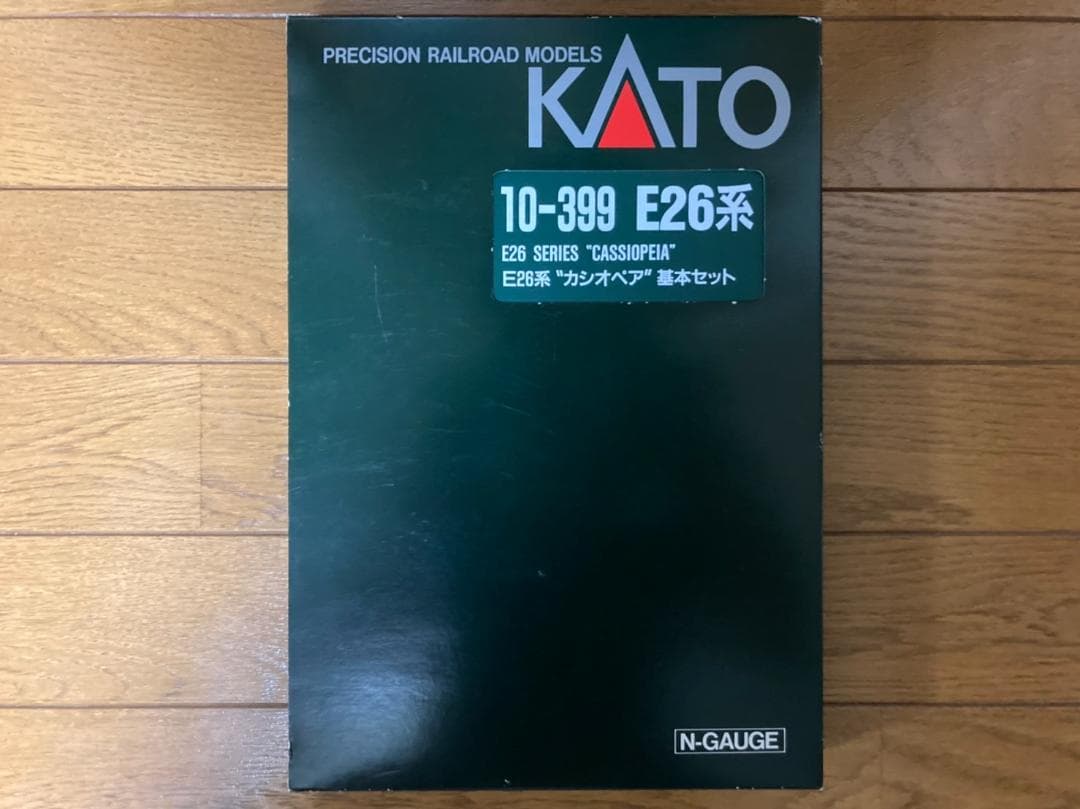 PRECISION RAILROAD MODELS
KATO
10-399 E26系
E26 SERIES "CASSIOPEIA"
E26系 "カシオペア" 基本セット
N-GAUGE